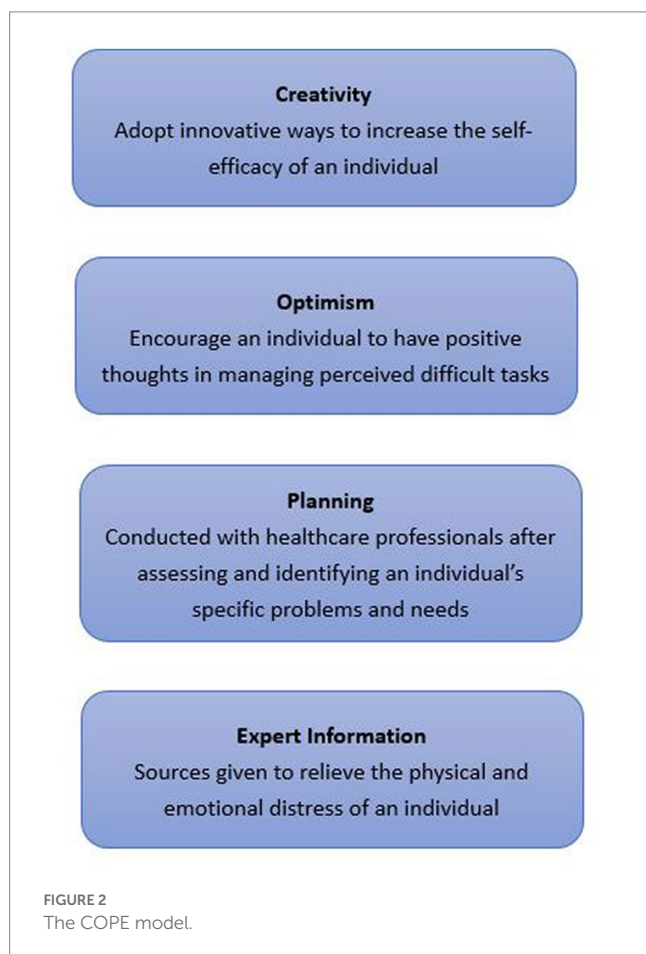 Creativity
Adopt innovative ways to increase the self-
efficacy of an individual
Optimism
Encourage an individual to have positive
thoughts in managing perceived difficult tasks
Planning
Conducted with healthcare professionals after
assessing and identifying an individual's
specific problems and needs
Expert Information
Sources given to relieve the physical and
emotional distress of an individual
FIGURE 2
The COPE model.